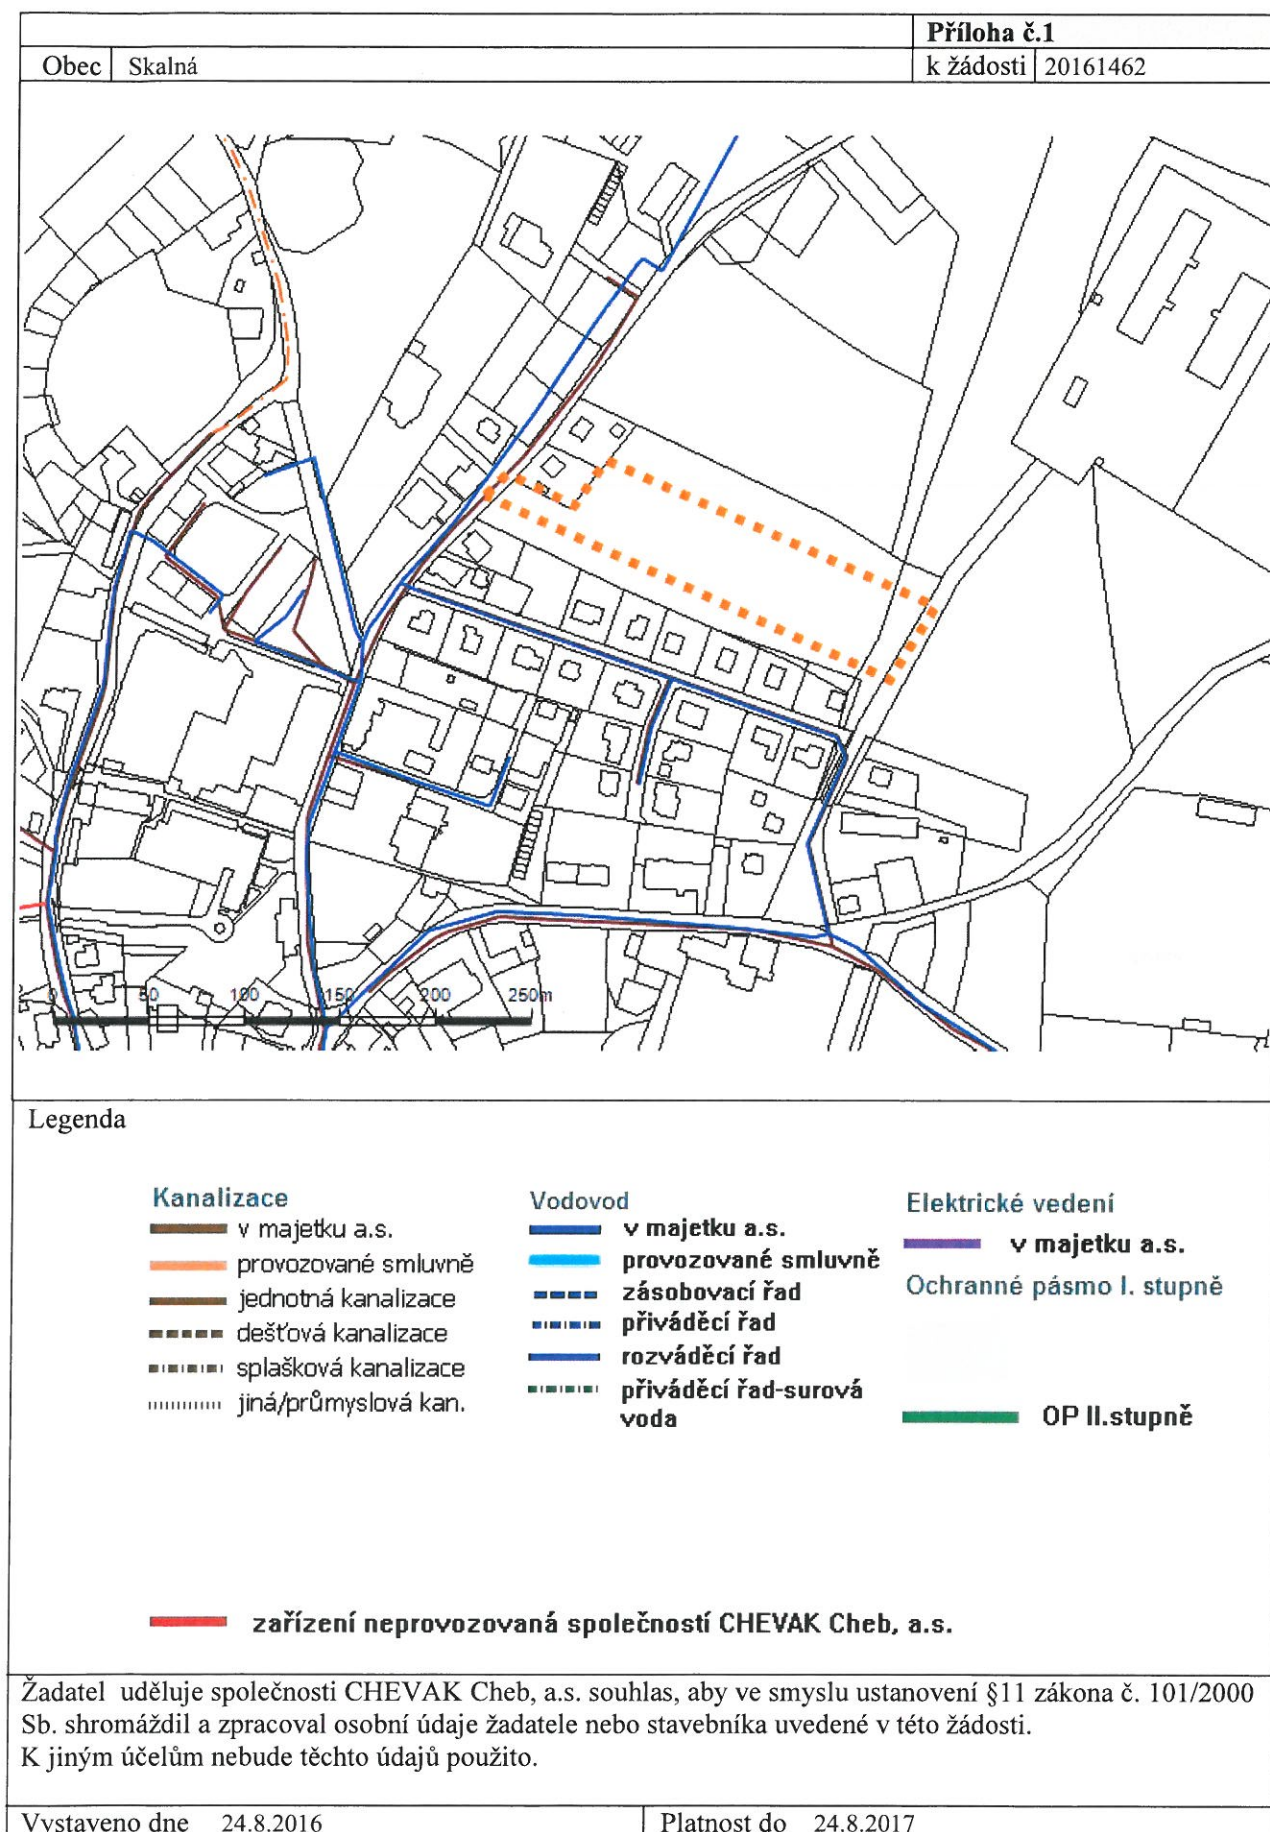 Příloha č.1
Obec Skalná k žádosti 20161462
0 50 100 150 200 250m
Legenda
Kanalizace
v majetku a.s.
provozované smluvně
jednotná kanalizace
dešťová kanalizace
splašková kanalizace
jiná/průmyslová kan.
Vodovod
v majetku a.s.
provozované smluvně
zásobovací řad
přiváděcí řad
rozváděcí řad
přiváděcí řad-surová
voda
Elektrické vedení
v majetku a.s.
Ochranné pásmo I. stupně
OP II.stupně
zařízení neprovozovaná společností CHEVAK Cheb, a.s.
Žadatel uděluje společnosti CHEVAK Cheb, a.s. souhlas, aby ve smyslu ustanovení §11 zákona č. 101/2000
Sb. shromáždil a zpracoval osobní údaje žadatele nebo stavebníka uvedené v této žádosti.
K jiným účelům nebude těchto údajů použito.
Vystaveno dne 24.8.2016 Platnost do 24.8.2017